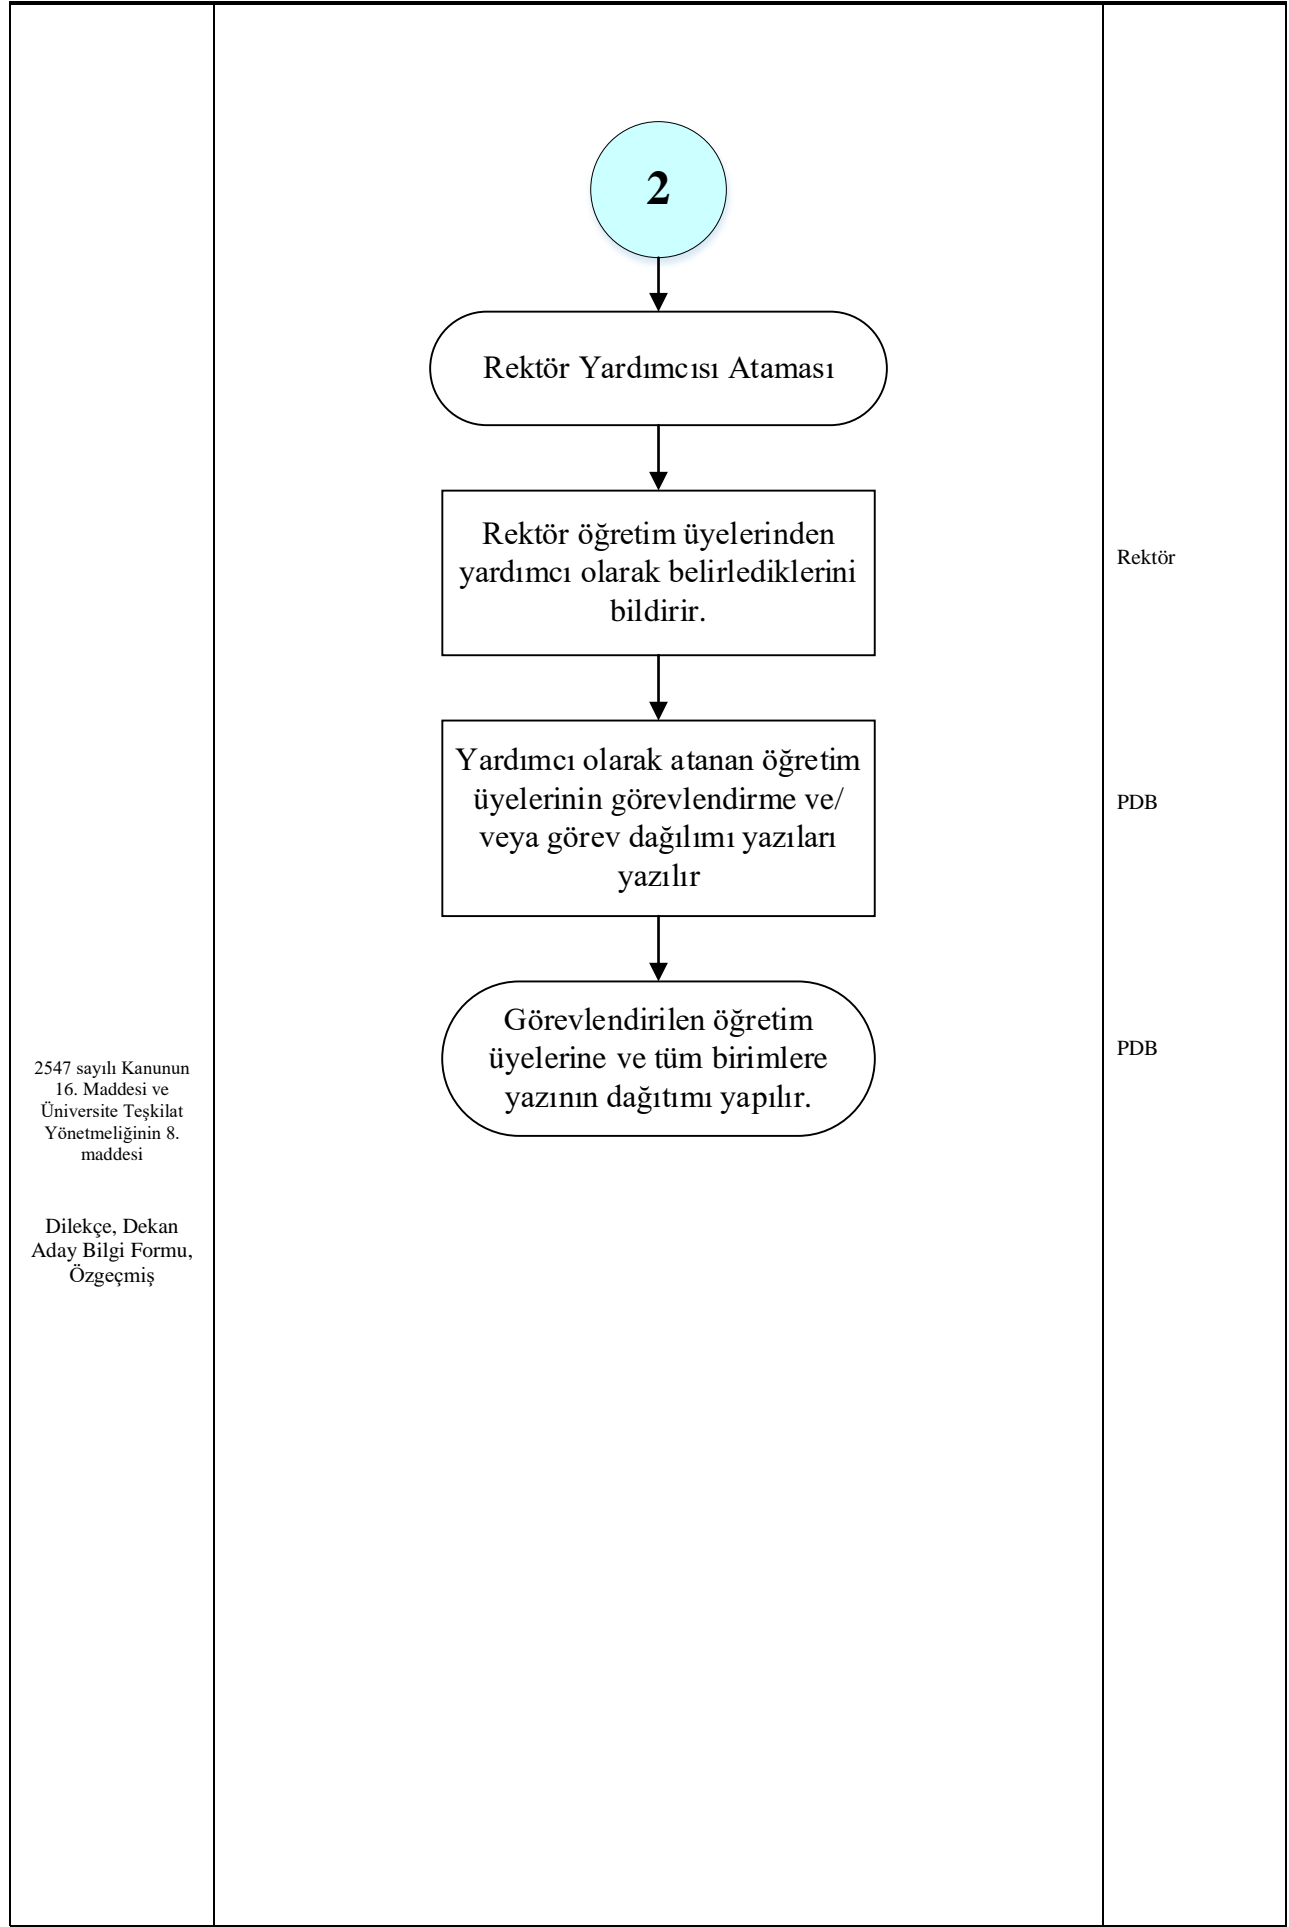 2
Rektör Yardımcısı Ataması
Rektör öğretim üyelerinden
yardımcı olarak belirlediklerini
bildirir.
Rektör
Yardımcı olarak atanan öğretim
üyelerinin görevlendirme ve/
veya görev dağılımı yazıları
yazılır
PDB
Görevlendirilen öğretim
üyelerine ve tüm birimlere
yazının dağıtımı yapılır.
PDB
2547 sayılı Kanunun
16. Maddesi ve
Üniversite Teşkilat
Yönetmeliğinin 8.
maddesi
Dilekçe, Dekan
Aday Bilgi Formu,
Özgeçmiş